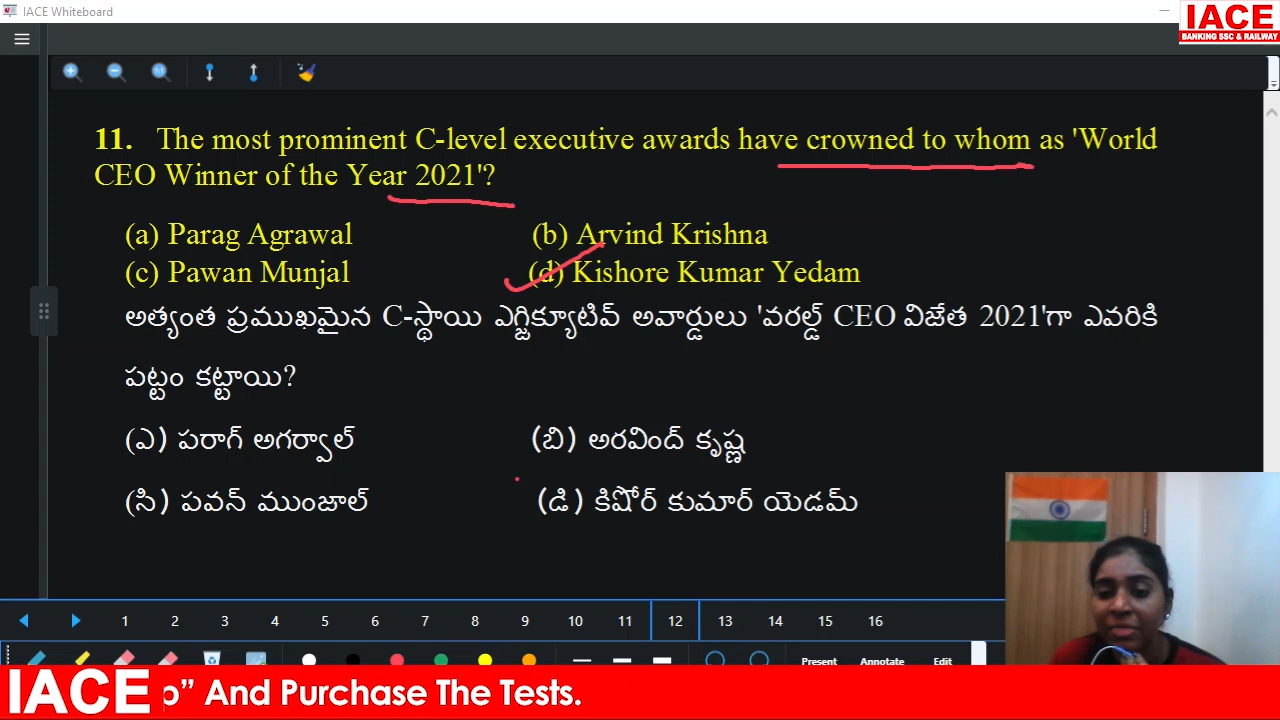 IACE Whiteboard
IACE
BANKING SSC & RAILWAY
11. The most prominent C-level executive awards have crowned to whom as 'World
CEO Winner of the Year 2021'?
(a) Parag Agrawal (b) Arvind Krishna
(c) Pawan Munjal (d) Kishore Kumar Yedam
అత్యంత ప్రముఖమైన C-స్థాయి ఎగ్జిక్యూటివ్ అవార్డులు 'వరల్డ్ CEO విజేత 2021'గా ఎవరికి
పట్టం కట్టాయి?
(ఎ) పరాగ్ అగర్వాల్ (బి) అరవింద్ కృష్ణ
(సి) పవన్ ముంజాల్ (డి) కిషోర్ కుమార్ యెడమ్
1 2 3 4 5 6 7 8 9 10 11 12 13 14 15 16
Present Annotate Edit
IACE p” And Purchase The Tests.